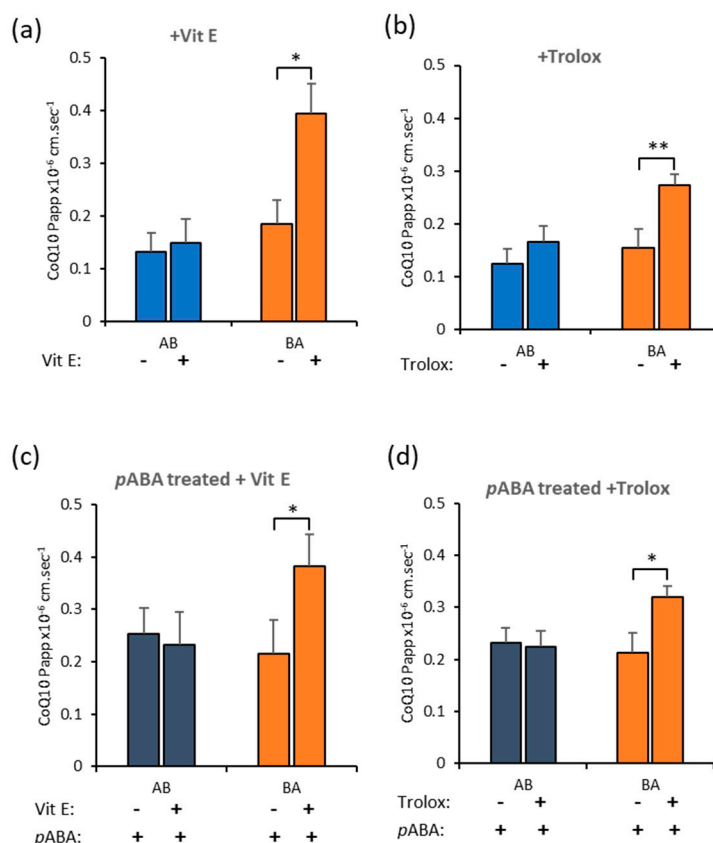 (a)
+Vit E
CoQ10 Papp x10⁻⁶ cm.sec⁻¹
0.5
0.4
0.3
0.2
0.1
0
*
AB BA
Vit E: - + - +
(b)
+Trolox
CoQ10 Papp x10⁻⁶ cm.sec⁻¹
0.5
0.4
0.3
0.2
0.1
0
**
AB BA
Trolox: - + - +
(c)
pABA treated + Vit E
CoQ10 Papp x10⁻⁶ cm.sec⁻¹
0.5
0.4
0.3
0.2
0.1
0
*
AB BA
Vit E: - + - +
pABA: + + + +
(d)
pABA treated +Trolox
CoQ10 Papp x10⁻⁶ cm.sec⁻¹
0.5
0.4
0.3
0.2
0.1
0
*
AB BA
Trolox: - + - +
pABA: + + + +